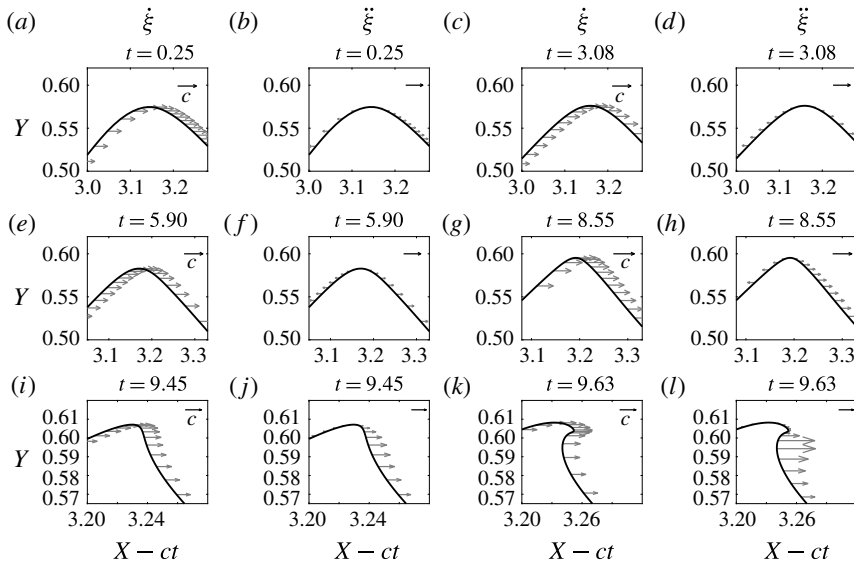 (a) ξ̇ (b) ξ̈ (c) ξ̇ (d) ξ̈
t = 0.25 t = 0.25 t = 3.08 t = 3.08
0.60 0.60 0.60 0.60
c c
Y 0.55 0.55 0.55 0.55
0.50 0.50 0.50 0.50
3.0 3.1 3.2 3.0 3.1 3.2 3.0 3.1 3.2 3.0 3.1 3.2
(e) t = 5.90 (f) t = 5.90 (g) t = 8.55 (h) t = 8.55
0.60 0.60 0.60 0.60
c c
Y 0.55 0.55 0.55 0.55
0.50 0.50 0.50 0.50
3.1 3.2 3.3 3.1 3.2 3.3 3.1 3.2 3.3 3.1 3.2 3.3
(i) t = 9.45 (j) t = 9.45 (k) t = 9.63 (l) t = 9.63
0.61 0.61 0.61 0.61
c c
0.60 0.60 0.60 0.60
Y 0.59 0.59 0.59 0.59
0.58 0.58 0.58 0.58
0.57 0.57 0.57 0.57
3.20 3.24 3.20 3.24 3.20 3.26 3.20 3.26
X − ct X − ct X − ct X − ct